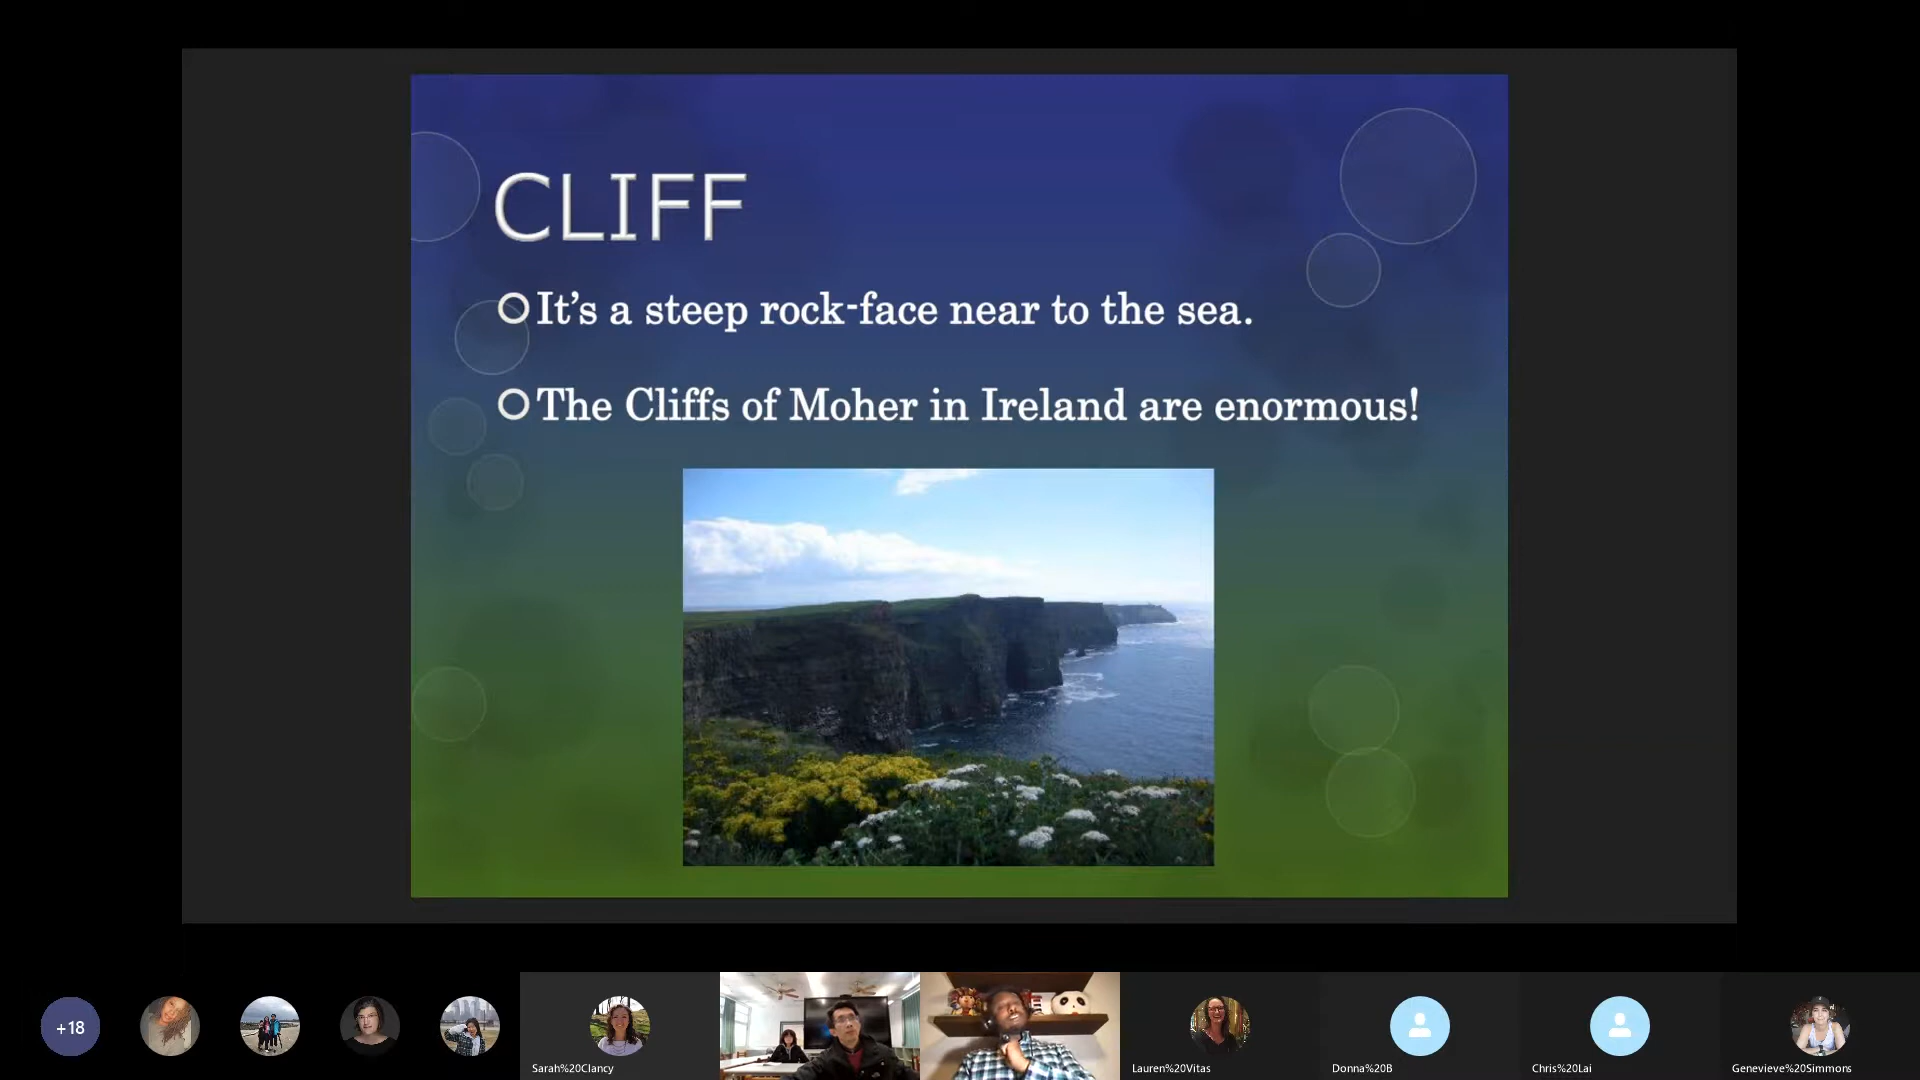 CLIFF
It’s a steep rock-face near to the sea.
The Cliffs of Moher in Ireland are enormous!
+18
Sarah%20Clancy
Lauren%20Vitas
Donna%20B
Chris%20Lai
Genevieve%20Simmons